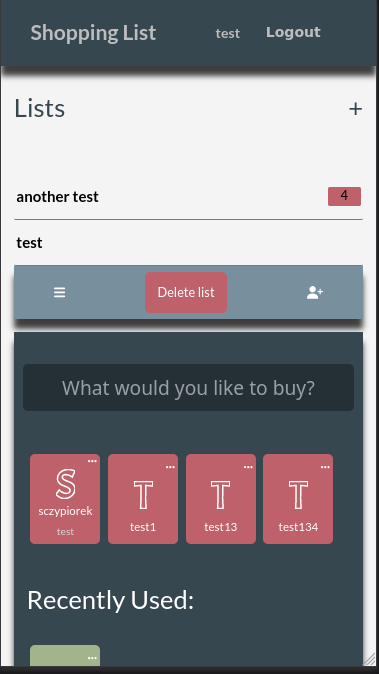 Shopping List test Logout
Lists +
another test 4
test
Delete list
What would you like to buy?
S T T T
sczypiorek test1 test13 test134
test
Recently Used: